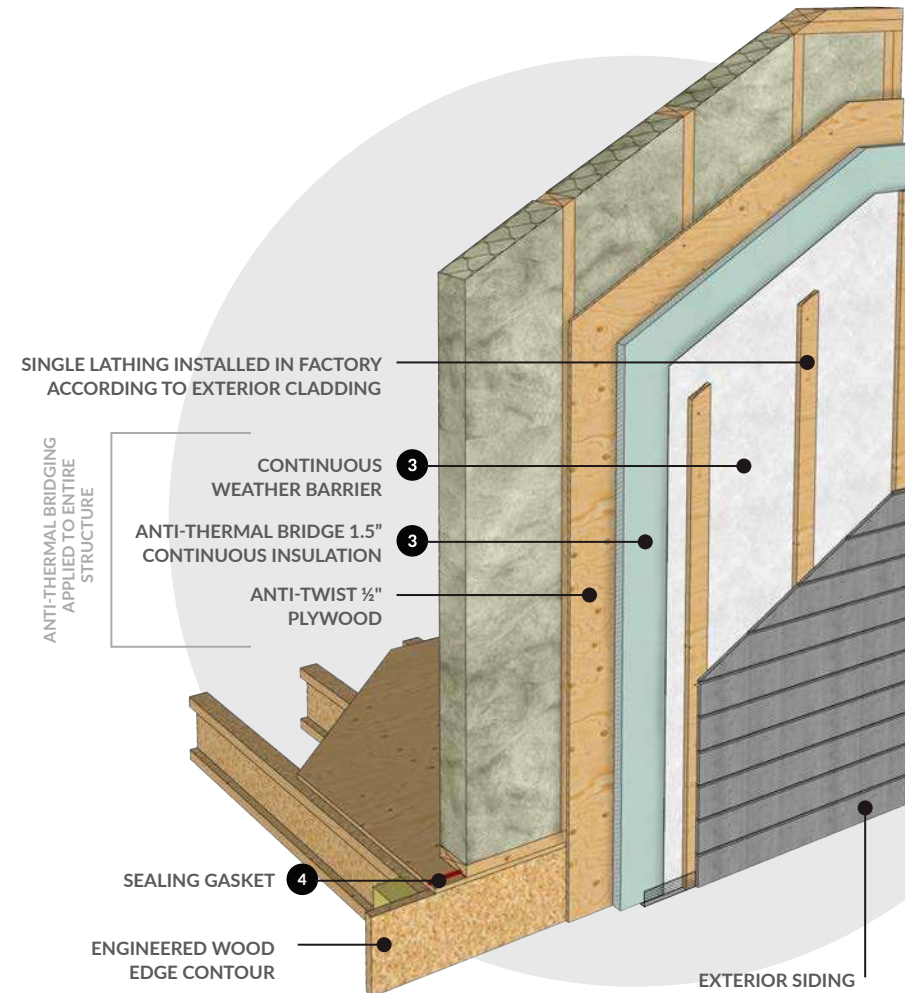 SINGLE LATHING INSTALLED IN FACTORY
ACCORDING TO EXTERIOR CLADDING
ANTI-THERMAL BRIDGING
APPLIED TO ENTIRE
STRUCTURE
CONTINUOUS
WEATHER BARRIER
3
ANTI-THERMAL BRIDGE 1.5”
CONTINUOUS INSULATION
3
ANTI-TWIST ½"
PLYWOOD
SEALING GASKET 4
ENGINEERED WOOD
EDGE CONTOUR
EXTERIOR SIDING